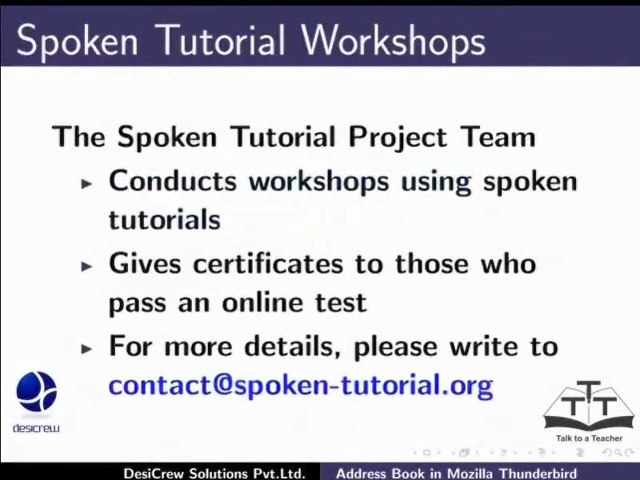 Spoken Tutorial Workshops
The Spoken Tutorial Project Team
Conducts workshops using spoken
tutorials
Gives certificates to those who
pass an online test
For more details, please write to
contact@spoken-tutorial.org
desicrew
TTT
Talk to a Teacher
DesiCrew Solutions Pvt.Ltd.
Address Book in Mozilla Thunderbird